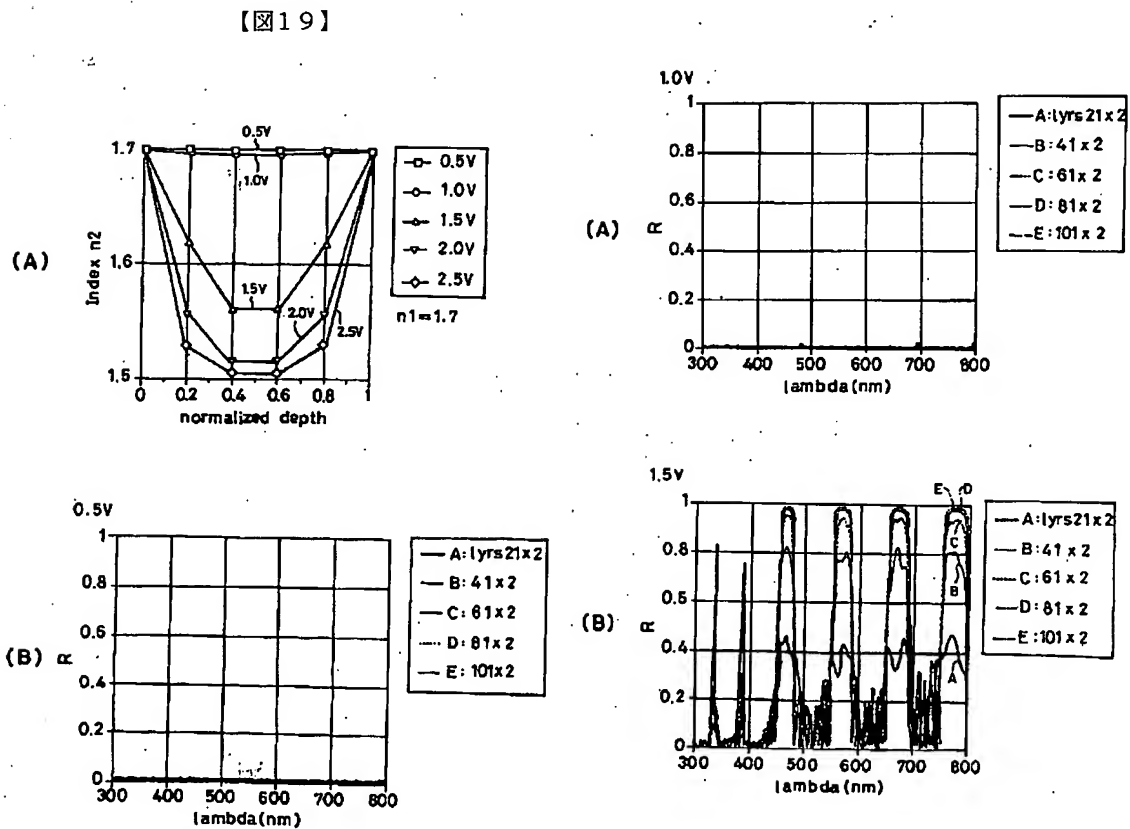 【図19】
(A)
Index n2
1.7
1.6
1.5
0.5V
1.0V
1.5V
2.0V
2.5V
0 0.2 0.4 0.6 0.8 1
normalized depth
0.5V
1.0V
1.5V
2.0V
2.5V
n1=1.7
(B)
0.5V
R
1
0.8
0.6
0.4
0.2
0
300 400 500 600 700 800
lambda(nm)
A:lyrs21x2
B:41x2
C:61x2
D:81x2
E:101x2
(A)
1.0V
R
1
0.8
0.6
0.4
0.2
0
300 400 500 600 700 800
lambda(nm)
A:lyrs21x2
B:41x2
C:61x2
D:81x2
E:101x2
(B)
1.5V
R
1
0.8
0.6
0.4
0.2
0
E D
C
B
A
300 400 500 600 700 800
lambda(nm)
A:lyrs21x2
B:41x2
C:61x2
D:81x2
E:101x2